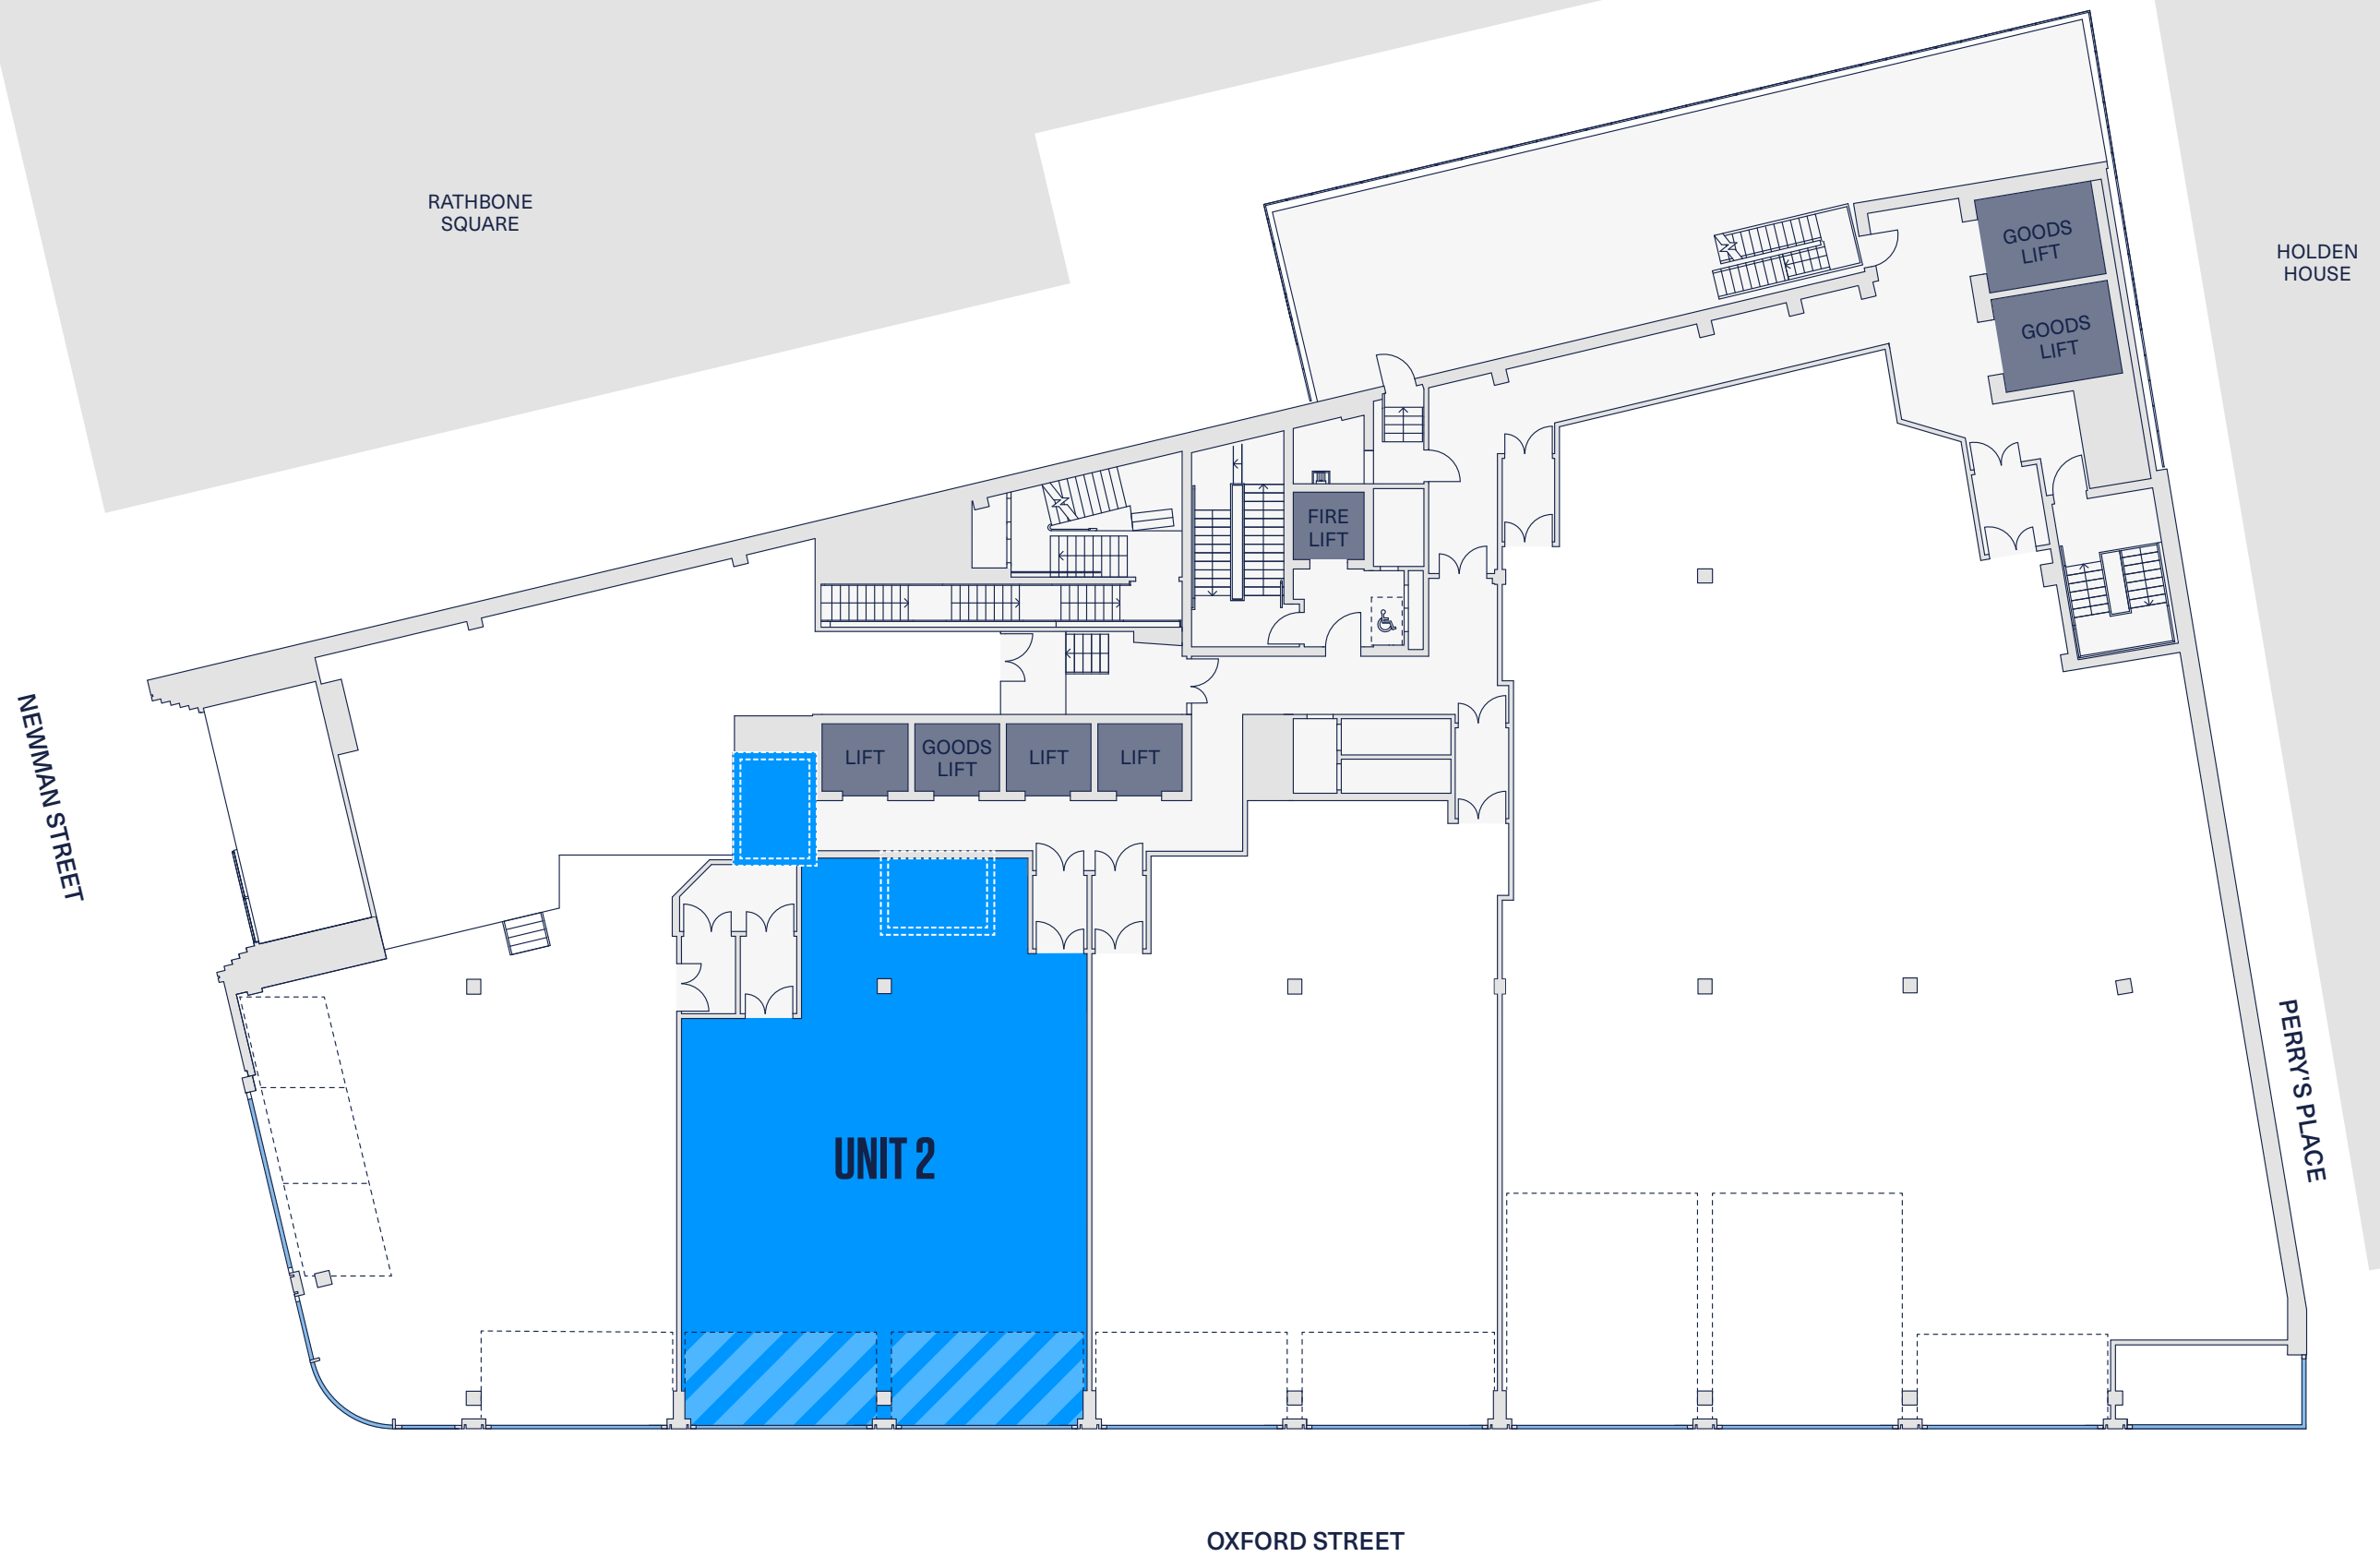 RATHBONE
SQUARE
GOODS
LIFT
HOLDEN
HOUSE
GOODS
LIFT
FIRE
LIFT
NEWMAN STREET
LIFT
GOODS
LIFT
LIFT
LIFT
PERRY'S PLACE
UNIT 2
OXFORD STREET